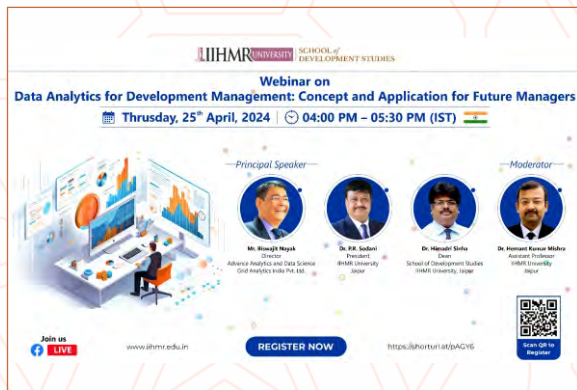 IIHMR UNIVERSITY | SCHOOL of
DEVELOPMENT STUDIES
Webinar on
Data Analytics for Development Management: Concept and Application for Future Managers
Thrusday, 25th April, 2024 | 04:00 PM – 05:30 PM (IST)
Principal Speaker
Moderator
Mr. Biswajit Nayak
Director
Advance Analytics and Data Science
Grid Analytics India Pvt. Ltd.
Dr. P.R. Sodani
President
IIHMR University
Jaipur
Dr. Himadri Sinha
Dean
School of Development Studies
IIHMR University, Jaipur
Dr. Hemant Kumar Mishra
Assistant Professor
IIHMR University
Jaipur
Join us
LIVE
www.iihmr.edu.in
REGISTER NOW
https://shorturl.at/pAGY6
Scan QR to
Register